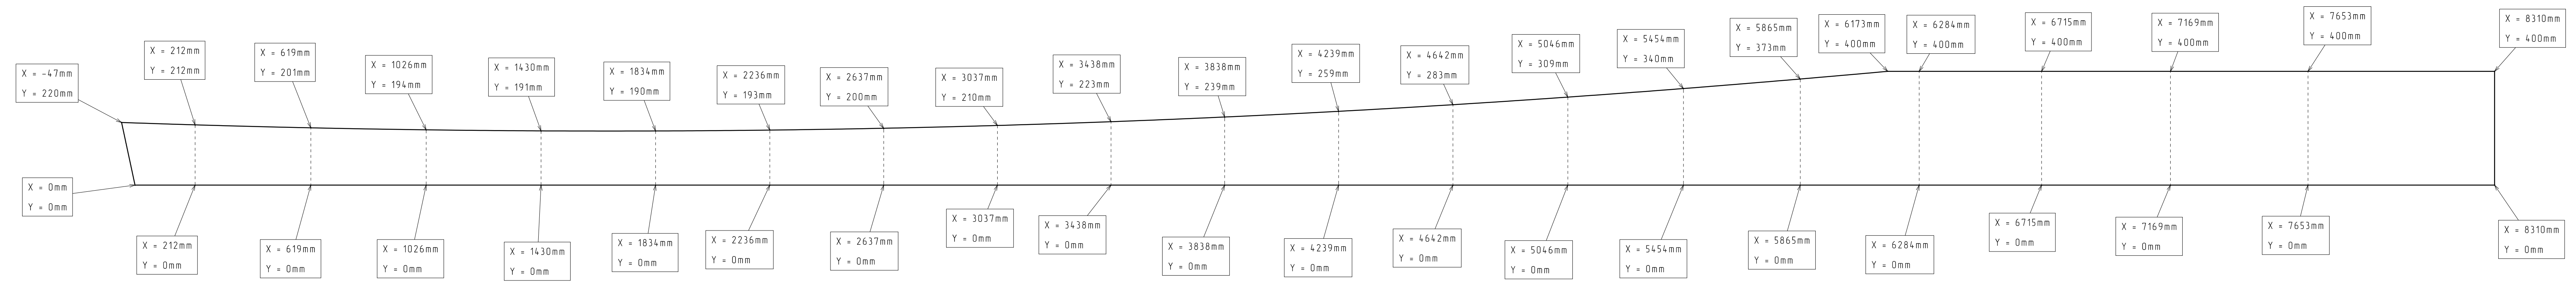 X = -47mm
Y = 220mm
X = 212mm
Y = 212mm
X = 619mm
Y = 201mm
X = 1026mm
Y = 194mm
X = 1430mm
Y = 191mm
X = 1834mm
Y = 190mm
X = 2236mm
Y = 193mm
X = 2637mm
Y = 200mm
X = 3037mm
Y = 210mm
X = 3438mm
Y = 223mm
X = 3838mm
Y = 239mm
X = 4239mm
Y = 259mm
X = 4642mm
Y = 283mm
X = 5046mm
Y = 309mm
X = 5454mm
Y = 340mm
X = 5865mm
Y = 373mm
X = 6173mm
Y = 400mm
X = 6284mm
Y = 400mm
X = 6715mm
Y = 400mm
X = 7169mm
Y = 400mm
X = 7653mm
Y = 400mm
X = 8310mm
Y = 400mm
X = 0mm
Y = 0mm
X = 212mm
Y = 0mm
X = 619mm
Y = 0mm
X = 1026mm
Y = 0mm
X = 1430mm
Y = 0mm
X = 1834mm
Y = 0mm
X = 2236mm
Y = 0mm
X = 2637mm
Y = 0mm
X = 3037mm
Y = 0mm
X = 3438mm
Y = 0mm
X = 3838mm
Y = 0mm
X = 4239mm
Y = 0mm
X = 4642mm
Y = 0mm
X = 5046mm
Y = 0mm
X = 5454mm
Y = 0mm
X = 5865mm
Y = 0mm
X = 6284mm
Y = 0mm
X = 6715mm
Y = 0mm
X = 7169mm
Y = 0mm
X = 7653mm
Y = 0mm
X = 8310mm
Y = 0mm